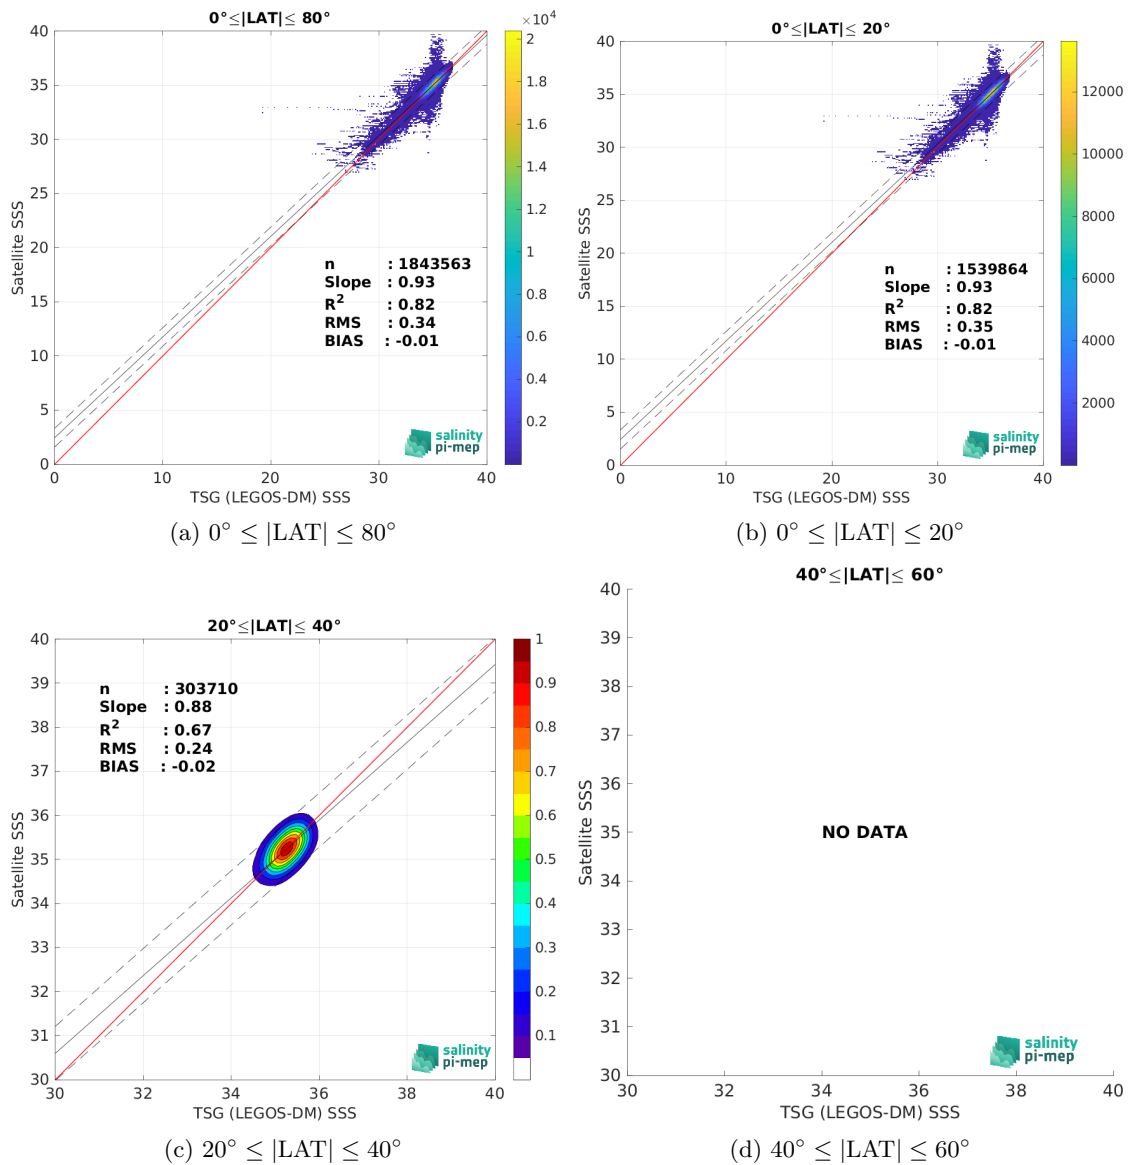 0°≤|LAT|≤ 80°
×10⁴
40
35
30
25
20
15
10
5
0
0
10
20
30
40
Satellite SSS
TSG (LEGOS-DM) SSS
n : 1843563
Slope : 0.93
R² : 0.82
RMS : 0.34
BIAS : -0.01
2
1.8
1.6
1.4
1.2
1
0.8
0.6
0.4
0.2
salinity
pi-mep
(a) 0° ≤ |LAT| ≤ 80°
0°≤|LAT|≤ 20°
40
35
30
25
20
15
10
5
0
0
10
20
30
40
Satellite SSS
TSG (LEGOS-DM) SSS
n : 1539864
Slope : 0.93
R² : 0.82
RMS : 0.35
BIAS : -0.01
12000
10000
8000
6000
4000
2000
salinity
pi-mep
(b) 0° ≤ |LAT| ≤ 20°
20°≤|LAT|≤ 40°
40
39
38
37
36
35
34
33
32
31
30
30
32
34
36
38
40
Satellite SSS
TSG (LEGOS-DM) SSS
n : 303710
Slope : 0.88
R² : 0.67
RMS : 0.24
BIAS : -0.02
1
0.9
0.8
0.7
0.6
0.5
0.4
0.3
0.2
0.1
salinity
pi-mep
(c) 20° ≤ |LAT| ≤ 40°
40°≤|LAT|≤ 60°
40
39
38
37
36
35
34
33
32
31
30
30
32
34
36
38
40
Satellite SSS
TSG (LEGOS-DM) SSS
NO DATA
salinity
pi-mep
(d) 40° ≤ |LAT| ≤ 60°